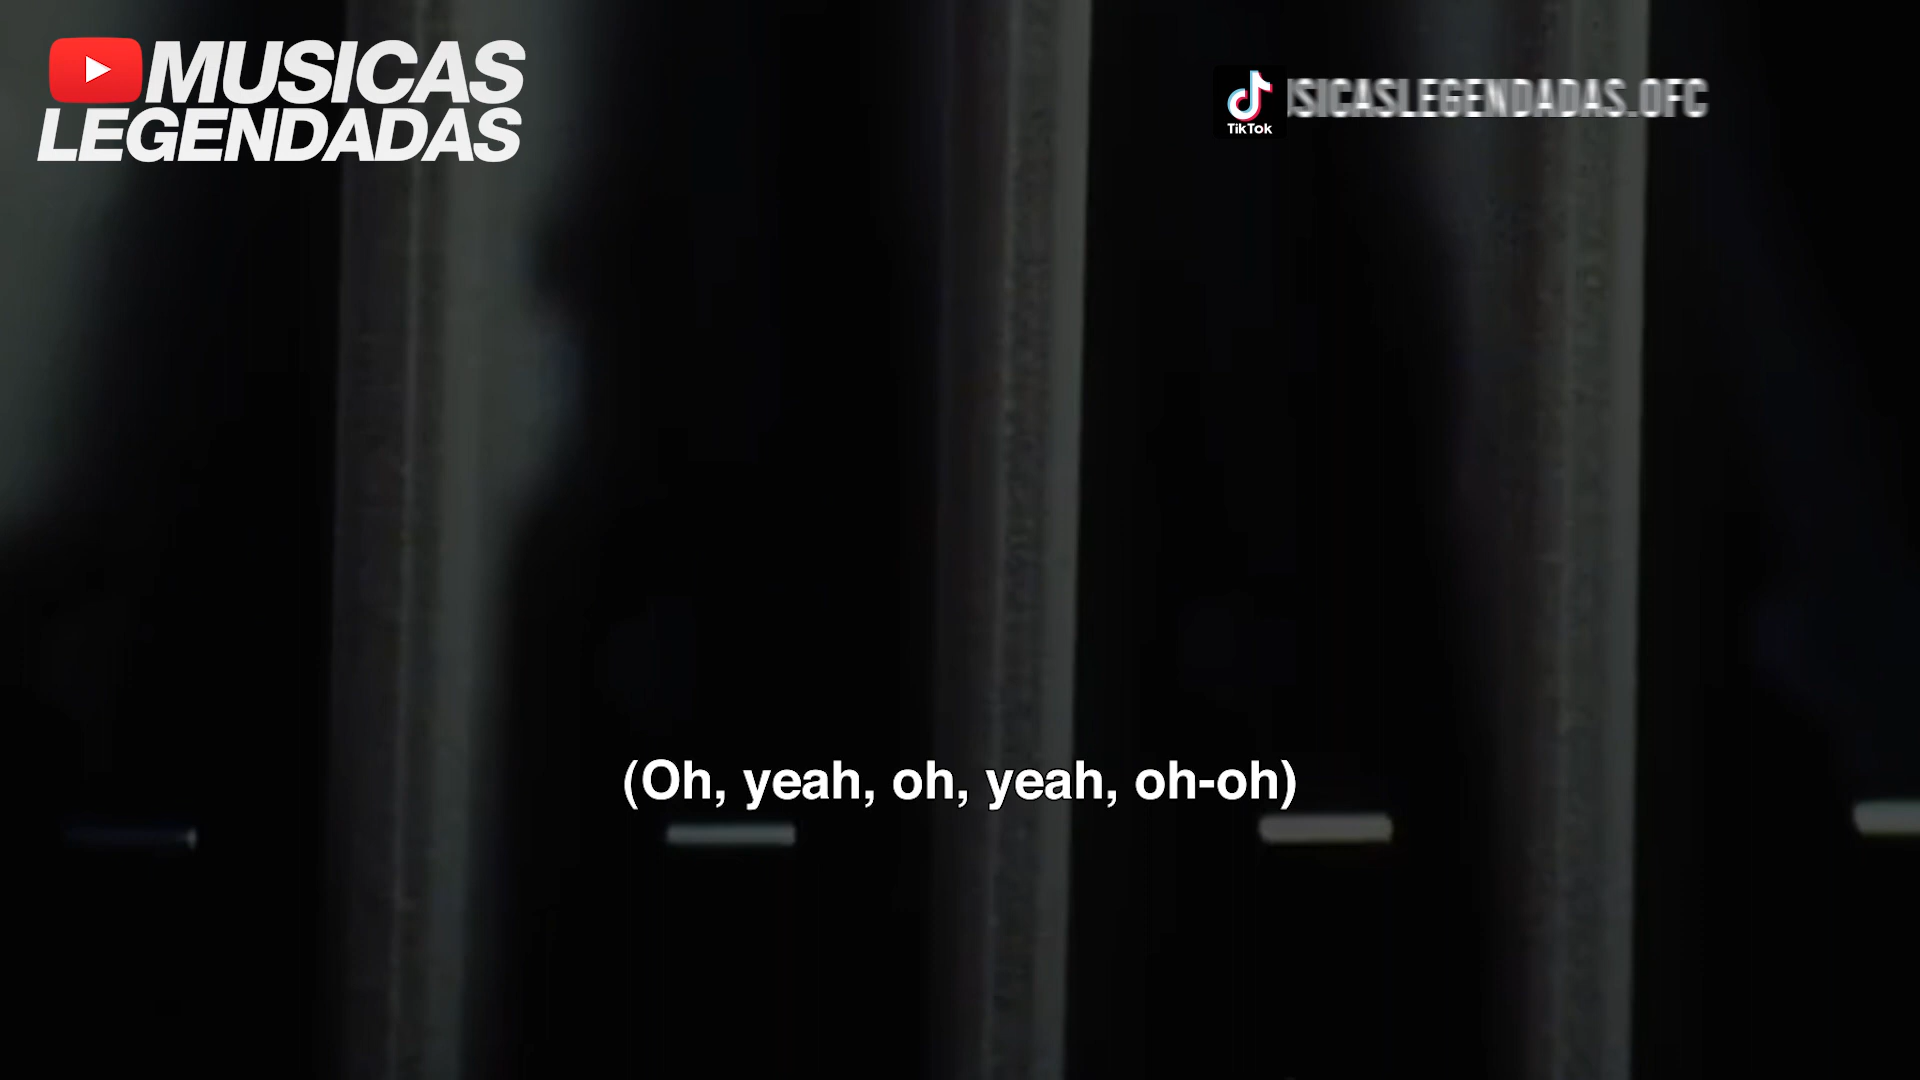 MUSICAS
LEGENDADAS
TikTok
SICASLEGENDADAS.OFC
(Oh, yeah, oh, yeah, oh-oh)